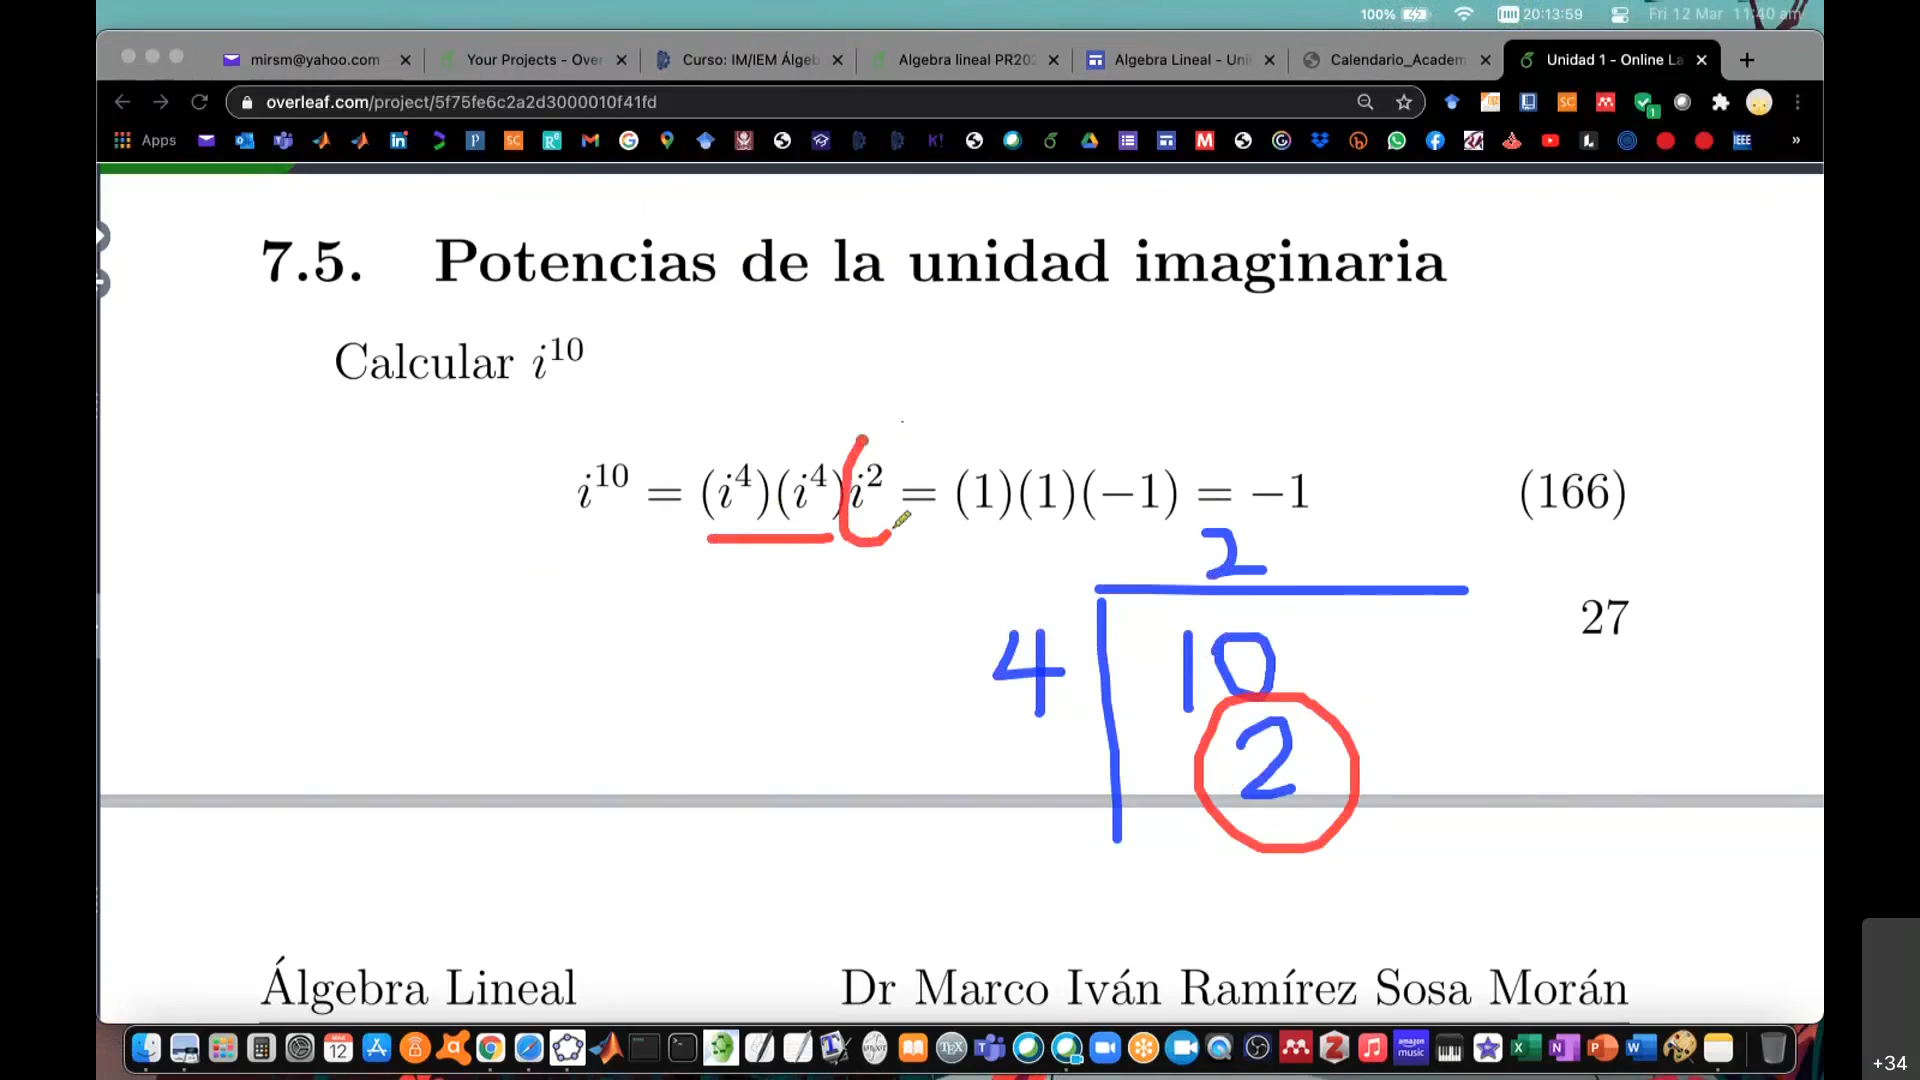 100% 20:13:59 Fri 12 Mar 11:40 am
mirsm@yahoo.com Your Projects - Over Curso: IM/IEM Álgeb Algebra lineal PR202 Algebra Lineal - Uni Calendario_Academ Unidad 1 - Online La
overleaf.com/project/5f75fe6c2a2d3000010f41fd
Apps
7.5. Potencias de la unidad imaginaria
Calcular i^10
i^10 = (i^4)(i^4)i^2 = (1)(1)(−1) = −1 (166)
2
4 10
2
27
Álgebra Lineal Dr Marco Iván Ramírez Sosa Morán
+34